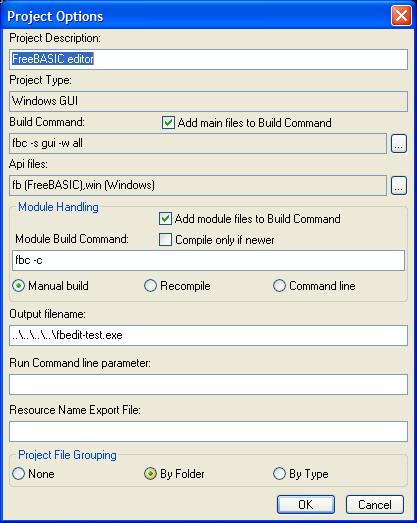 Project Options
Project Description:
FreeBASIC editor
Project Type:
Windows GUI
Build Command:
Add main files to Build Command
fbc -s gui -w all
...
Api files:
fb (FreeBASIC),win (Windows)
...
Module Handling
Add module files to Build Command
Module Build Command:
Compile only if newer
fbc -c
Manual build
Recompile
Command line
Output filename:
..\..\..\..\fbedit-test.exe
Run Command line parameter:
Resource Name Export File:
Project File Grouping
None
By Folder
By Type
OK
Cancel